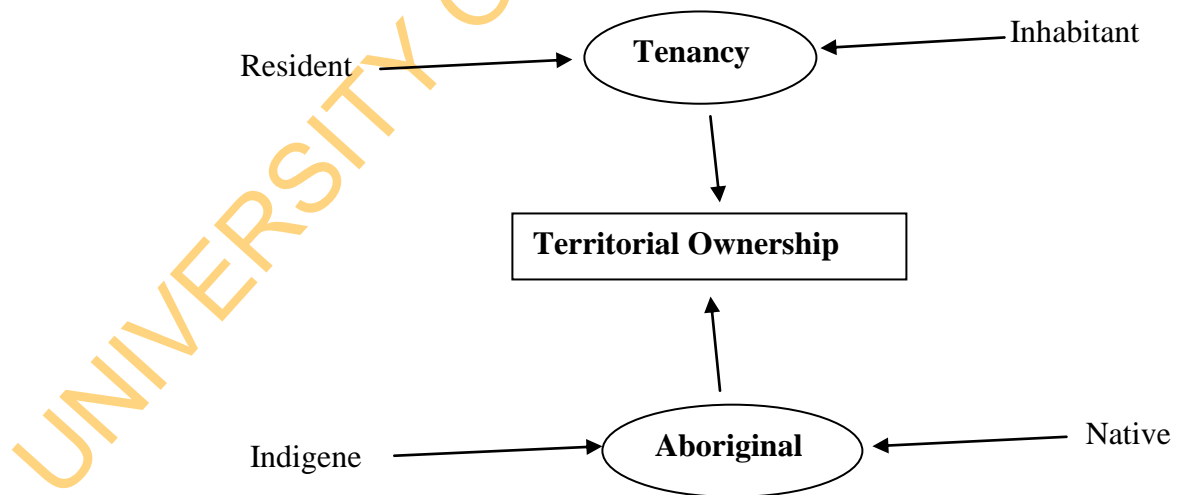 Inhabitant
Tenancy
Resident
Territorial Ownership
Aboriginal
Native
Indigene
UNIVERSITY O